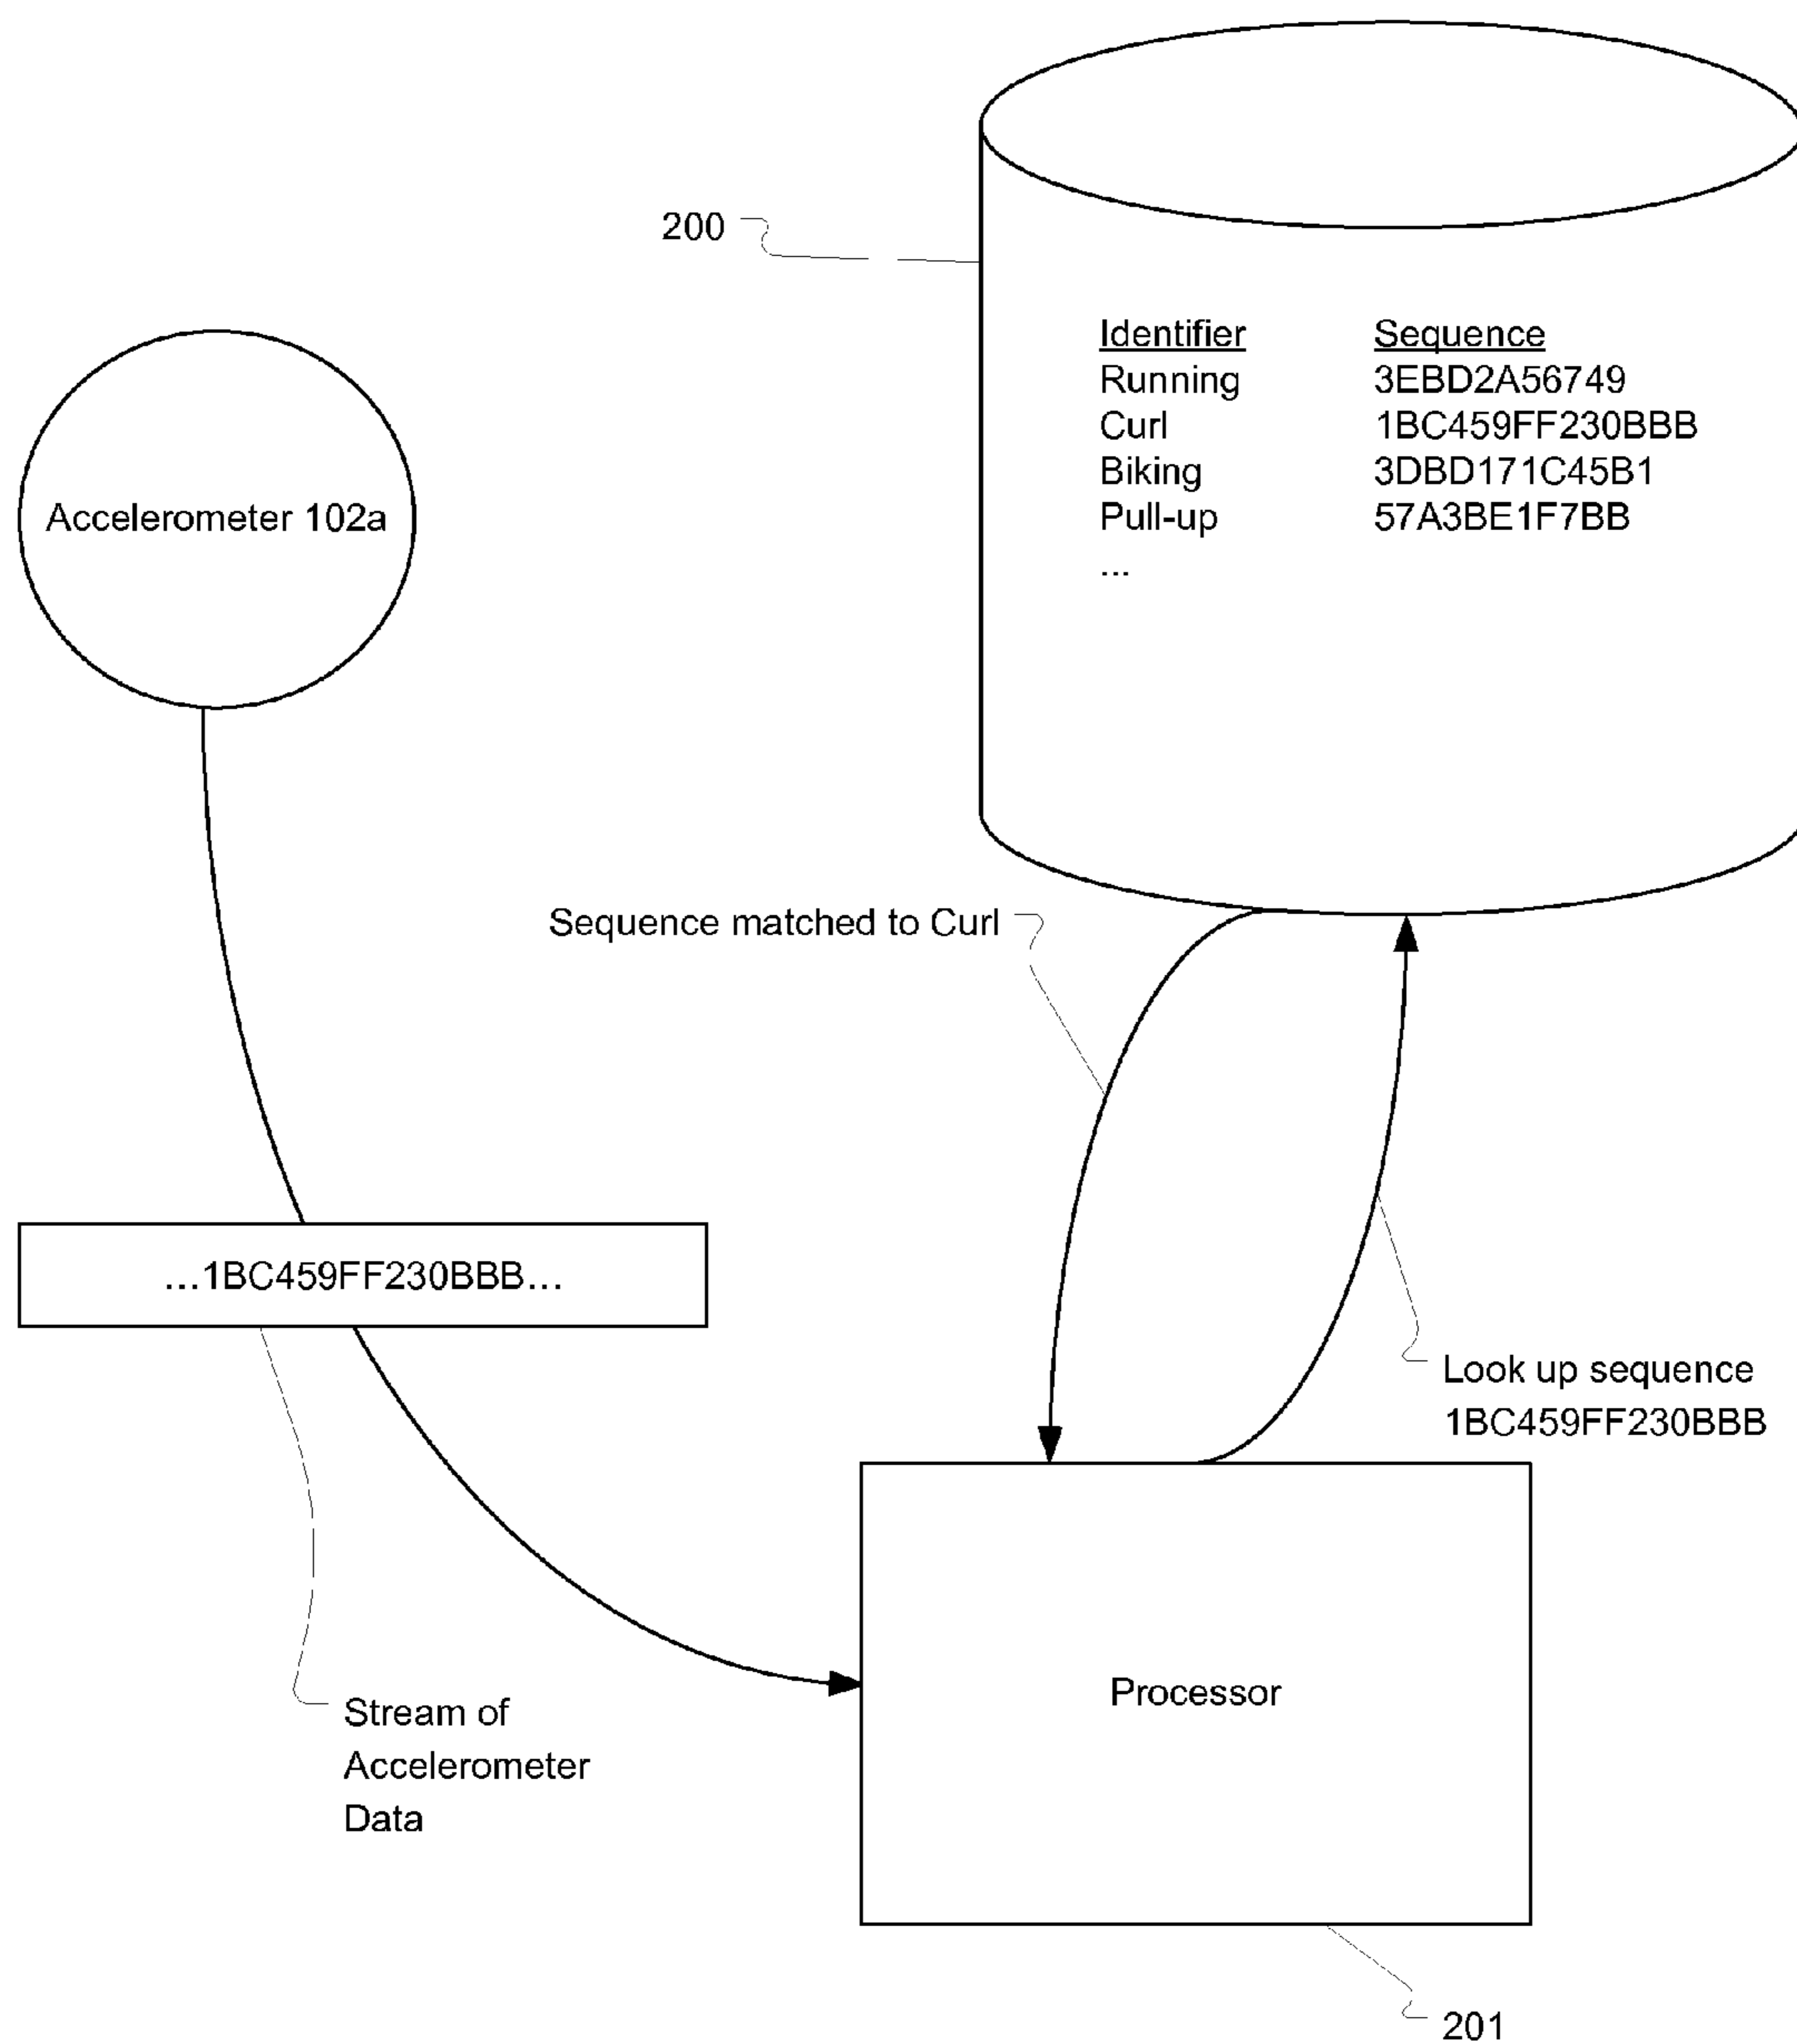 200
Identifier Sequence
Running 3EBD2A56749
Curl 1BC459FF230BBB
Biking 3DBD171C45B1
Pull-up 57A3BE1F7BB
...
Accelerometer 102a
Sequence matched to Curl
...1BC459FF230BBB...
Look up sequence
1BC459FF230BBB
Processor
Stream of
Accelerometer
Data
201